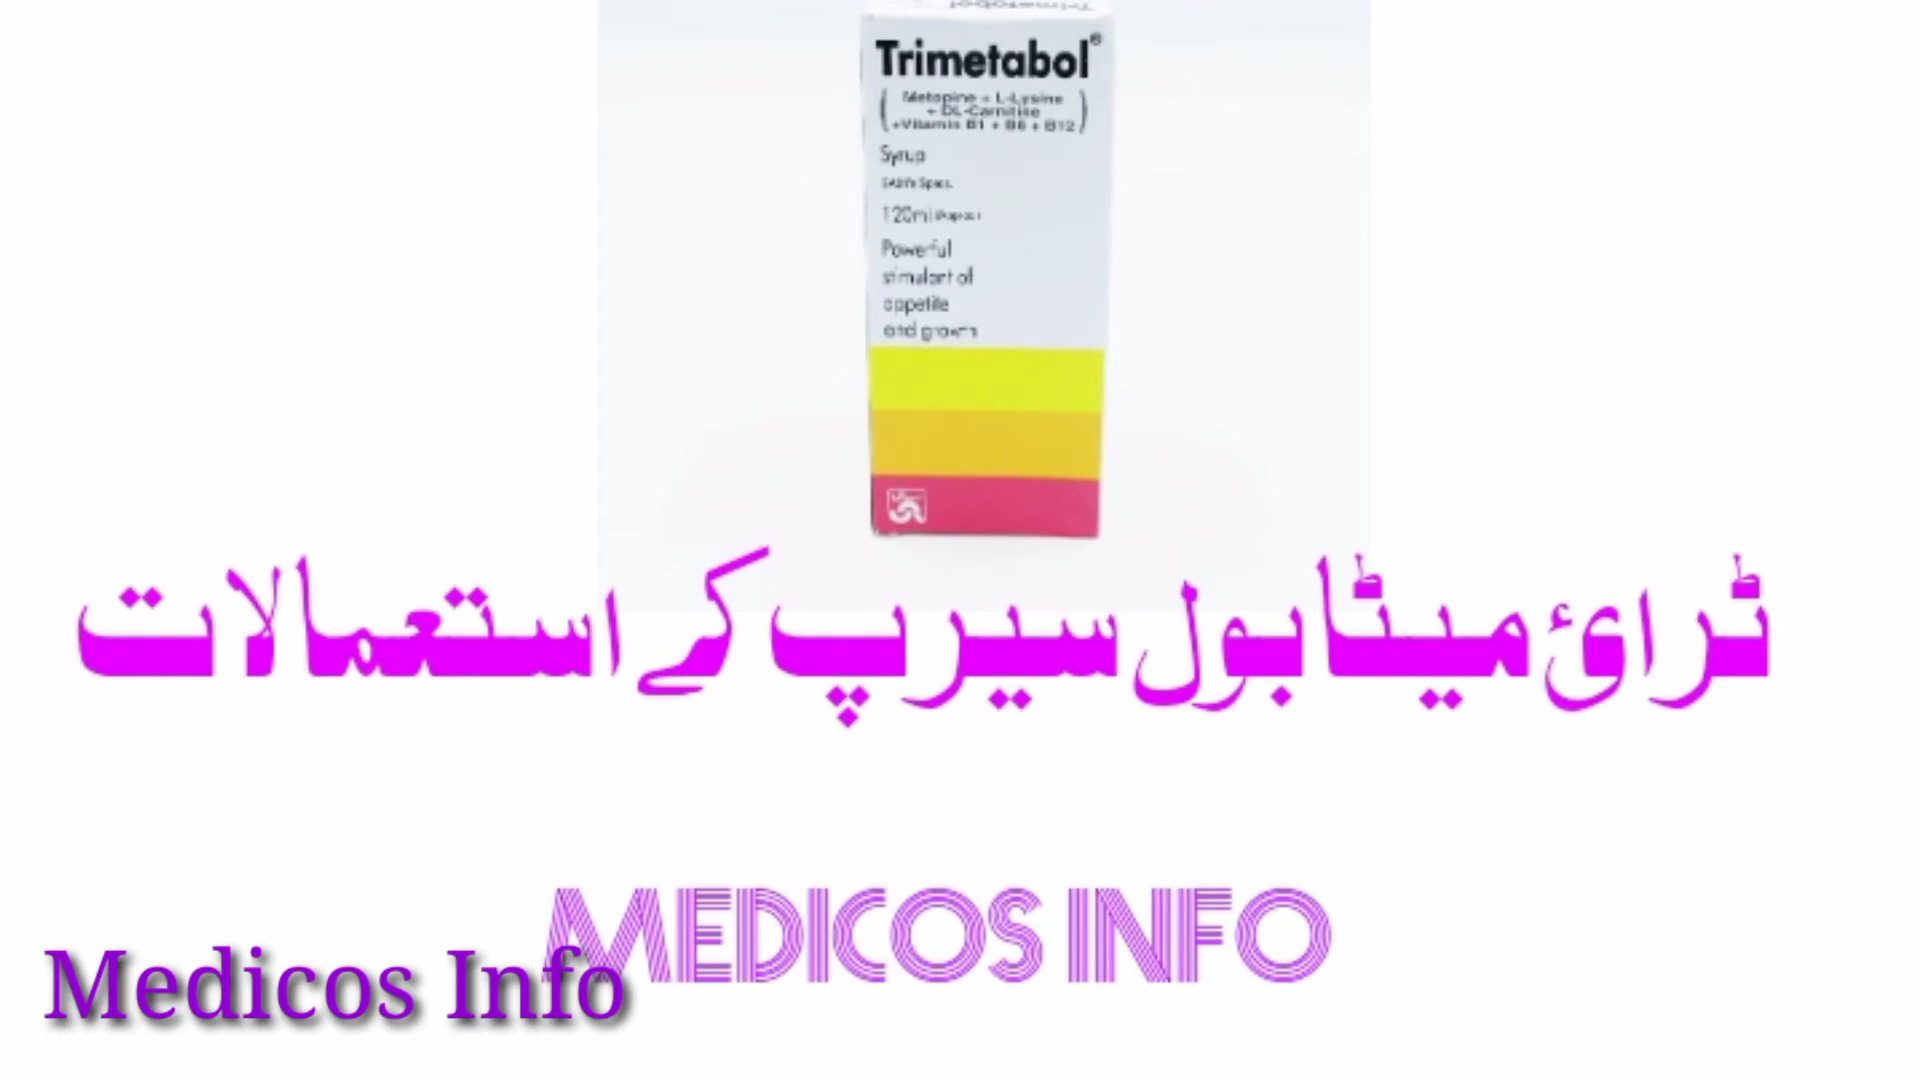 Trimetabol®
(Metopine + L-Lysine
+ DL-Carnitine
+Vitamin B1 + B6 + B12)
Syrup
120ml
Powerful
stimulant of
appetite
and growth
ٹرائ میٹابول سیرپ کے استعمالات
MEDICOS INFO
Medicos Info